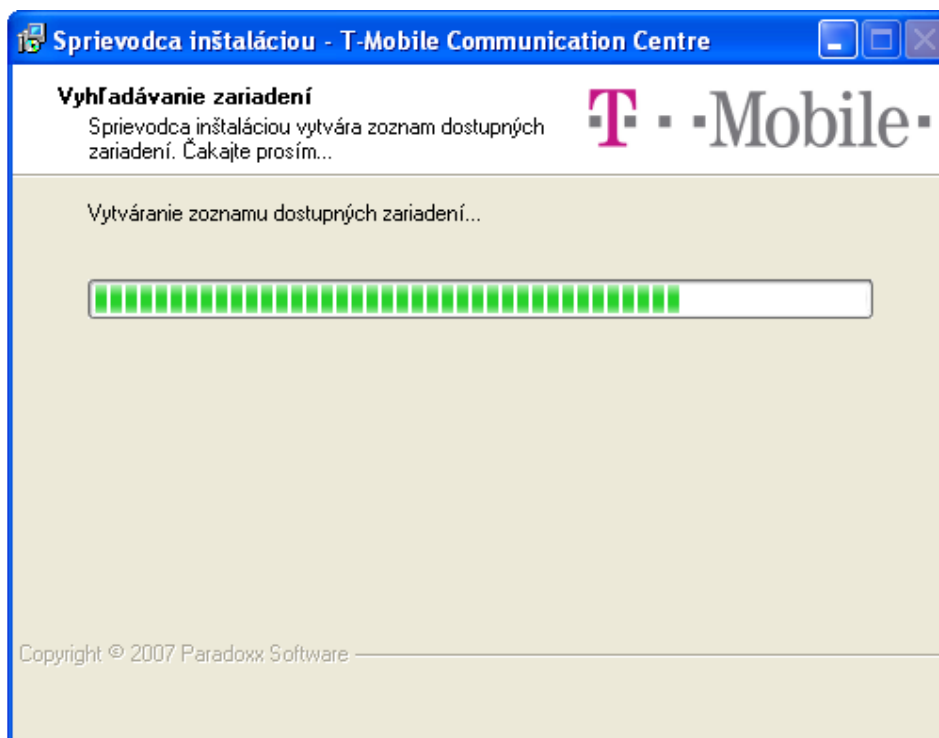 Sprievodca inštaláciou - T-Mobile Communication Centre
Vyhľadávanie zariadení
Sprievodca inštaláciou vytvára zoznam dostupných
zariadení. Čakajte prosím...
T · · Mobile ·
Vytváranie zoznamu dostupných zariadení...
Copyright © 2007 Paradoxx Software